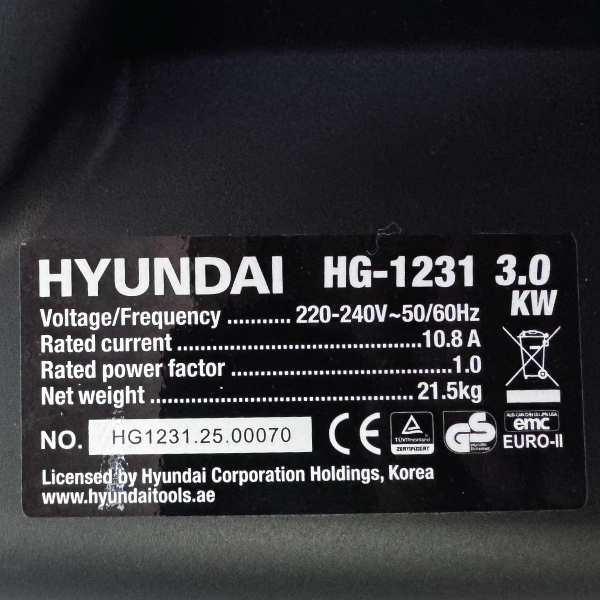 HYUNDAI HG-1231 3.0 KW
Voltage/Frequency ........... 220-240V~50/60Hz
Rated current ..........................................10.8 A
Rated power factor .....................................1.0
Net weight .............................................21.5kg
NO. HG1231.25.00070 CE TÜVRheinland ZERTIFIZIERT GS emc EURO-II
Licensed by Hyundai Corporation Holdings, Korea
www.hyundaitools.ae